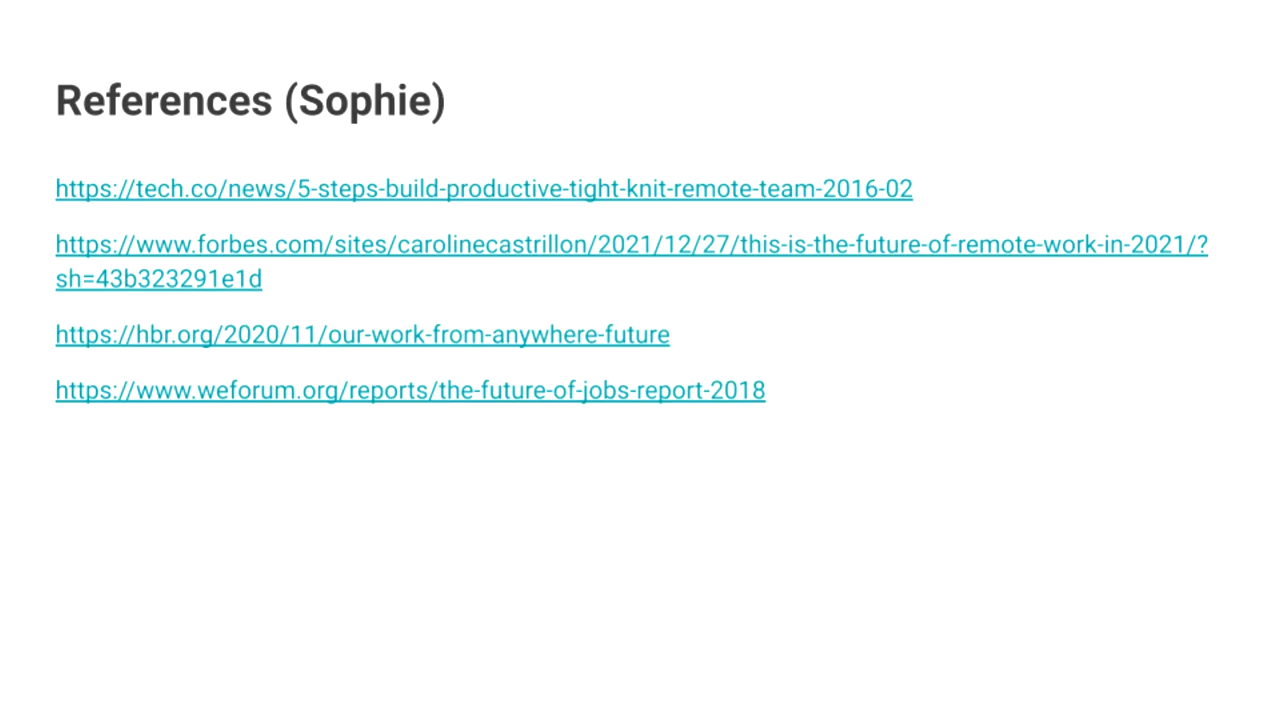 References (Sophie)
https://tech.co/news/5-steps-build-productive-tight-knit-remote-team-2016-02
https://www.forbes.com/sites/carolinecastrillon/2021/12/27/this-is-the-future-of-remote-work-in-2021/?
sh=43b323291e1d
https://hbr.org/2020/11/our-work-from-anywhere-future
https://www.weforum.org/reports/the-future-of-jobs-report-2018